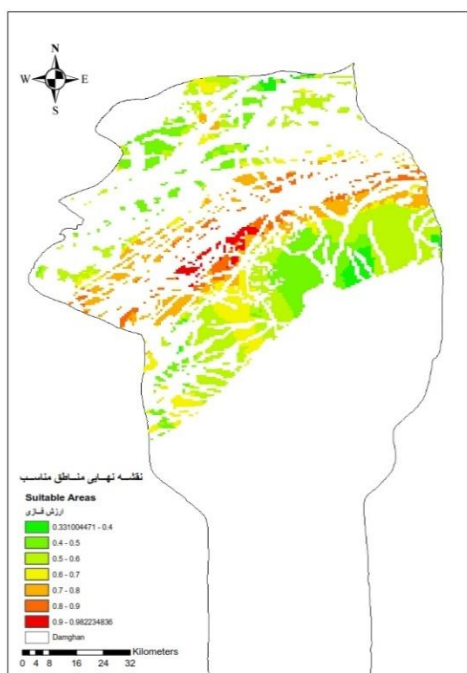 N
W E
S
نقشه نهایی مناطق مناسب
Suitable Areas
ارزش فازی
0.331004471 - 0.4
0.4 - 0.5
0.5 - 0.6
0.6 - 0.7
0.7 - 0.8
0.8 - 0.9
0.9 - 0.982234836
Damghan
Kilometers
0 4 8 16 24 32